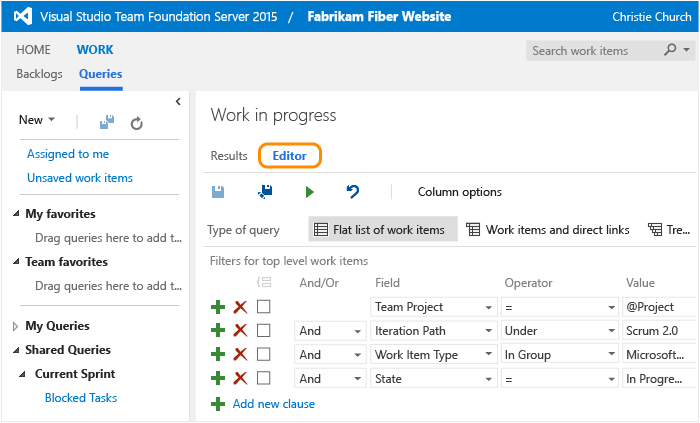 Visual Studio Team Foundation Server 2015 / Fabrikam Fiber Website Christie Church
HOME WORK
Search work items
Backlogs Queries
New
Assigned to me
Unsaved work items
My favorites
Drag queries here to add t...
Team favorites
Drag queries here to add t...
My Queries
Shared Queries
Current Sprint
Blocked Tasks
Work in progress
Results Editor
Column options
Type of query Flat list of work items Work items and direct links Tre...
Filters for top level work items
And/Or Field Operator Value
Team Project = @Project
And Iteration Path Under Scrum 2.0
And Work Item Type In Group Microsoft...
And State = In Progre...
Add new clause